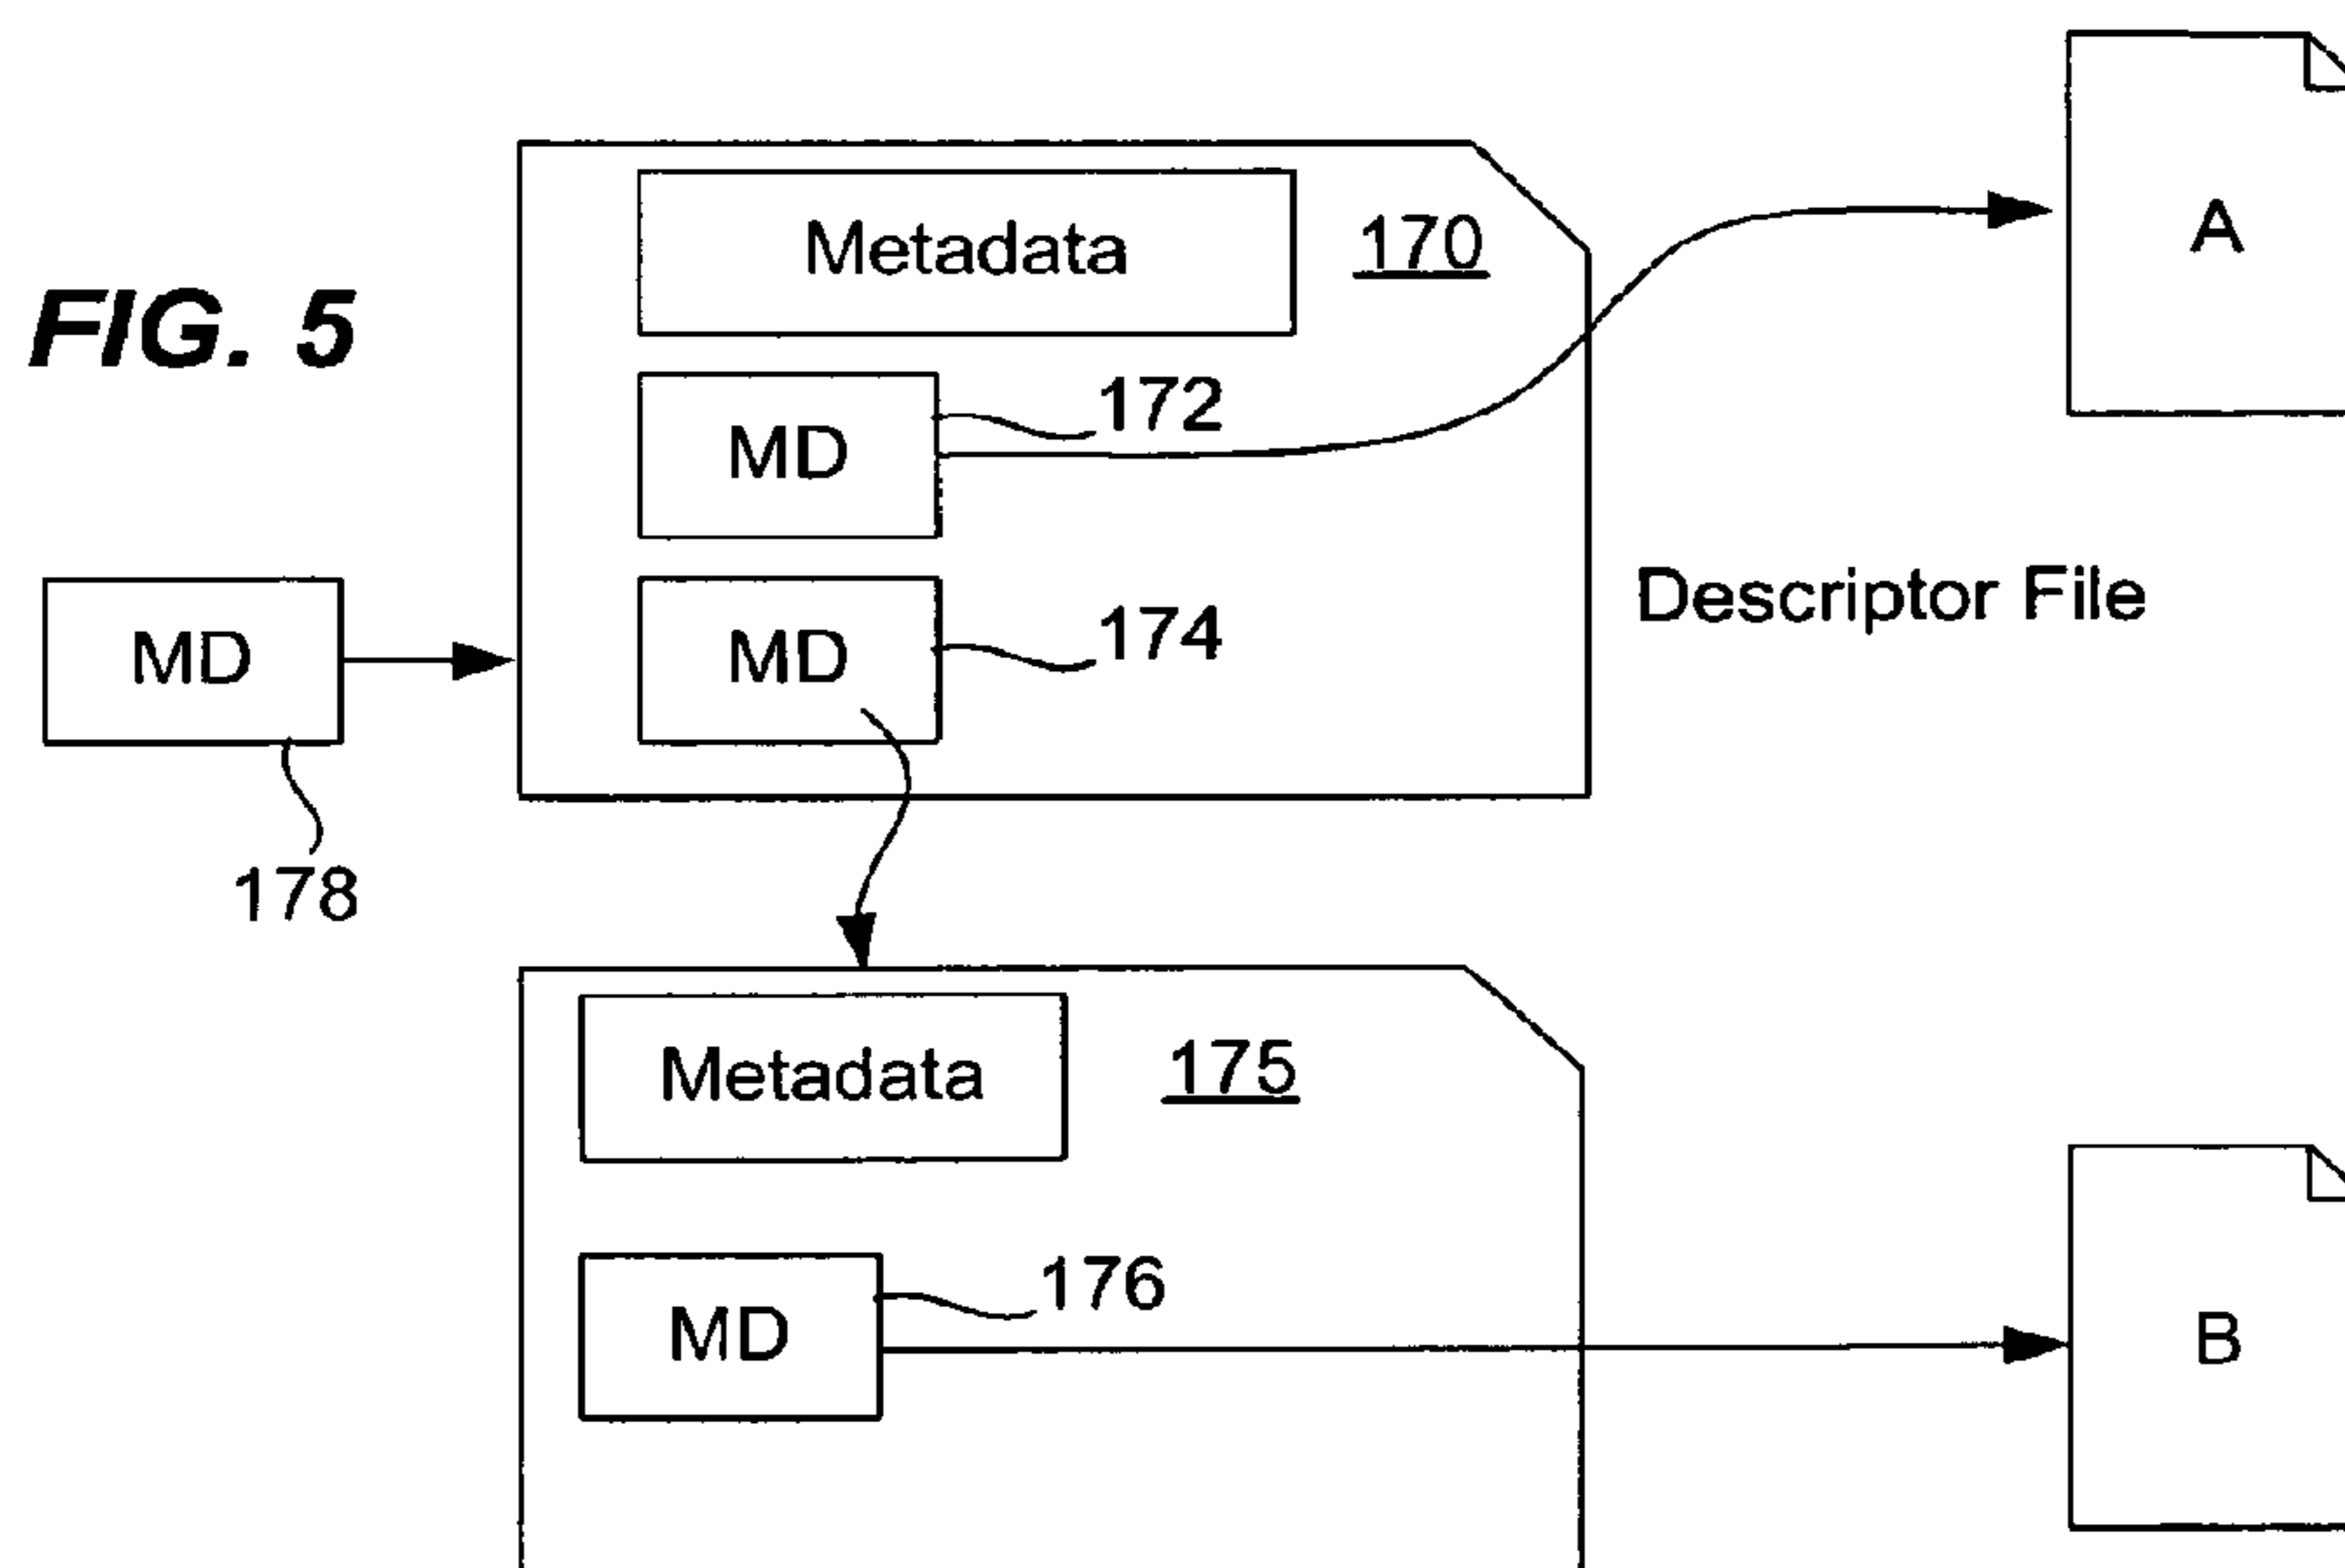 FIG. 5
Metadata
170
A
MD
172
MD
174
Descriptor File
MD
178
Metadata
175
MD
176
B